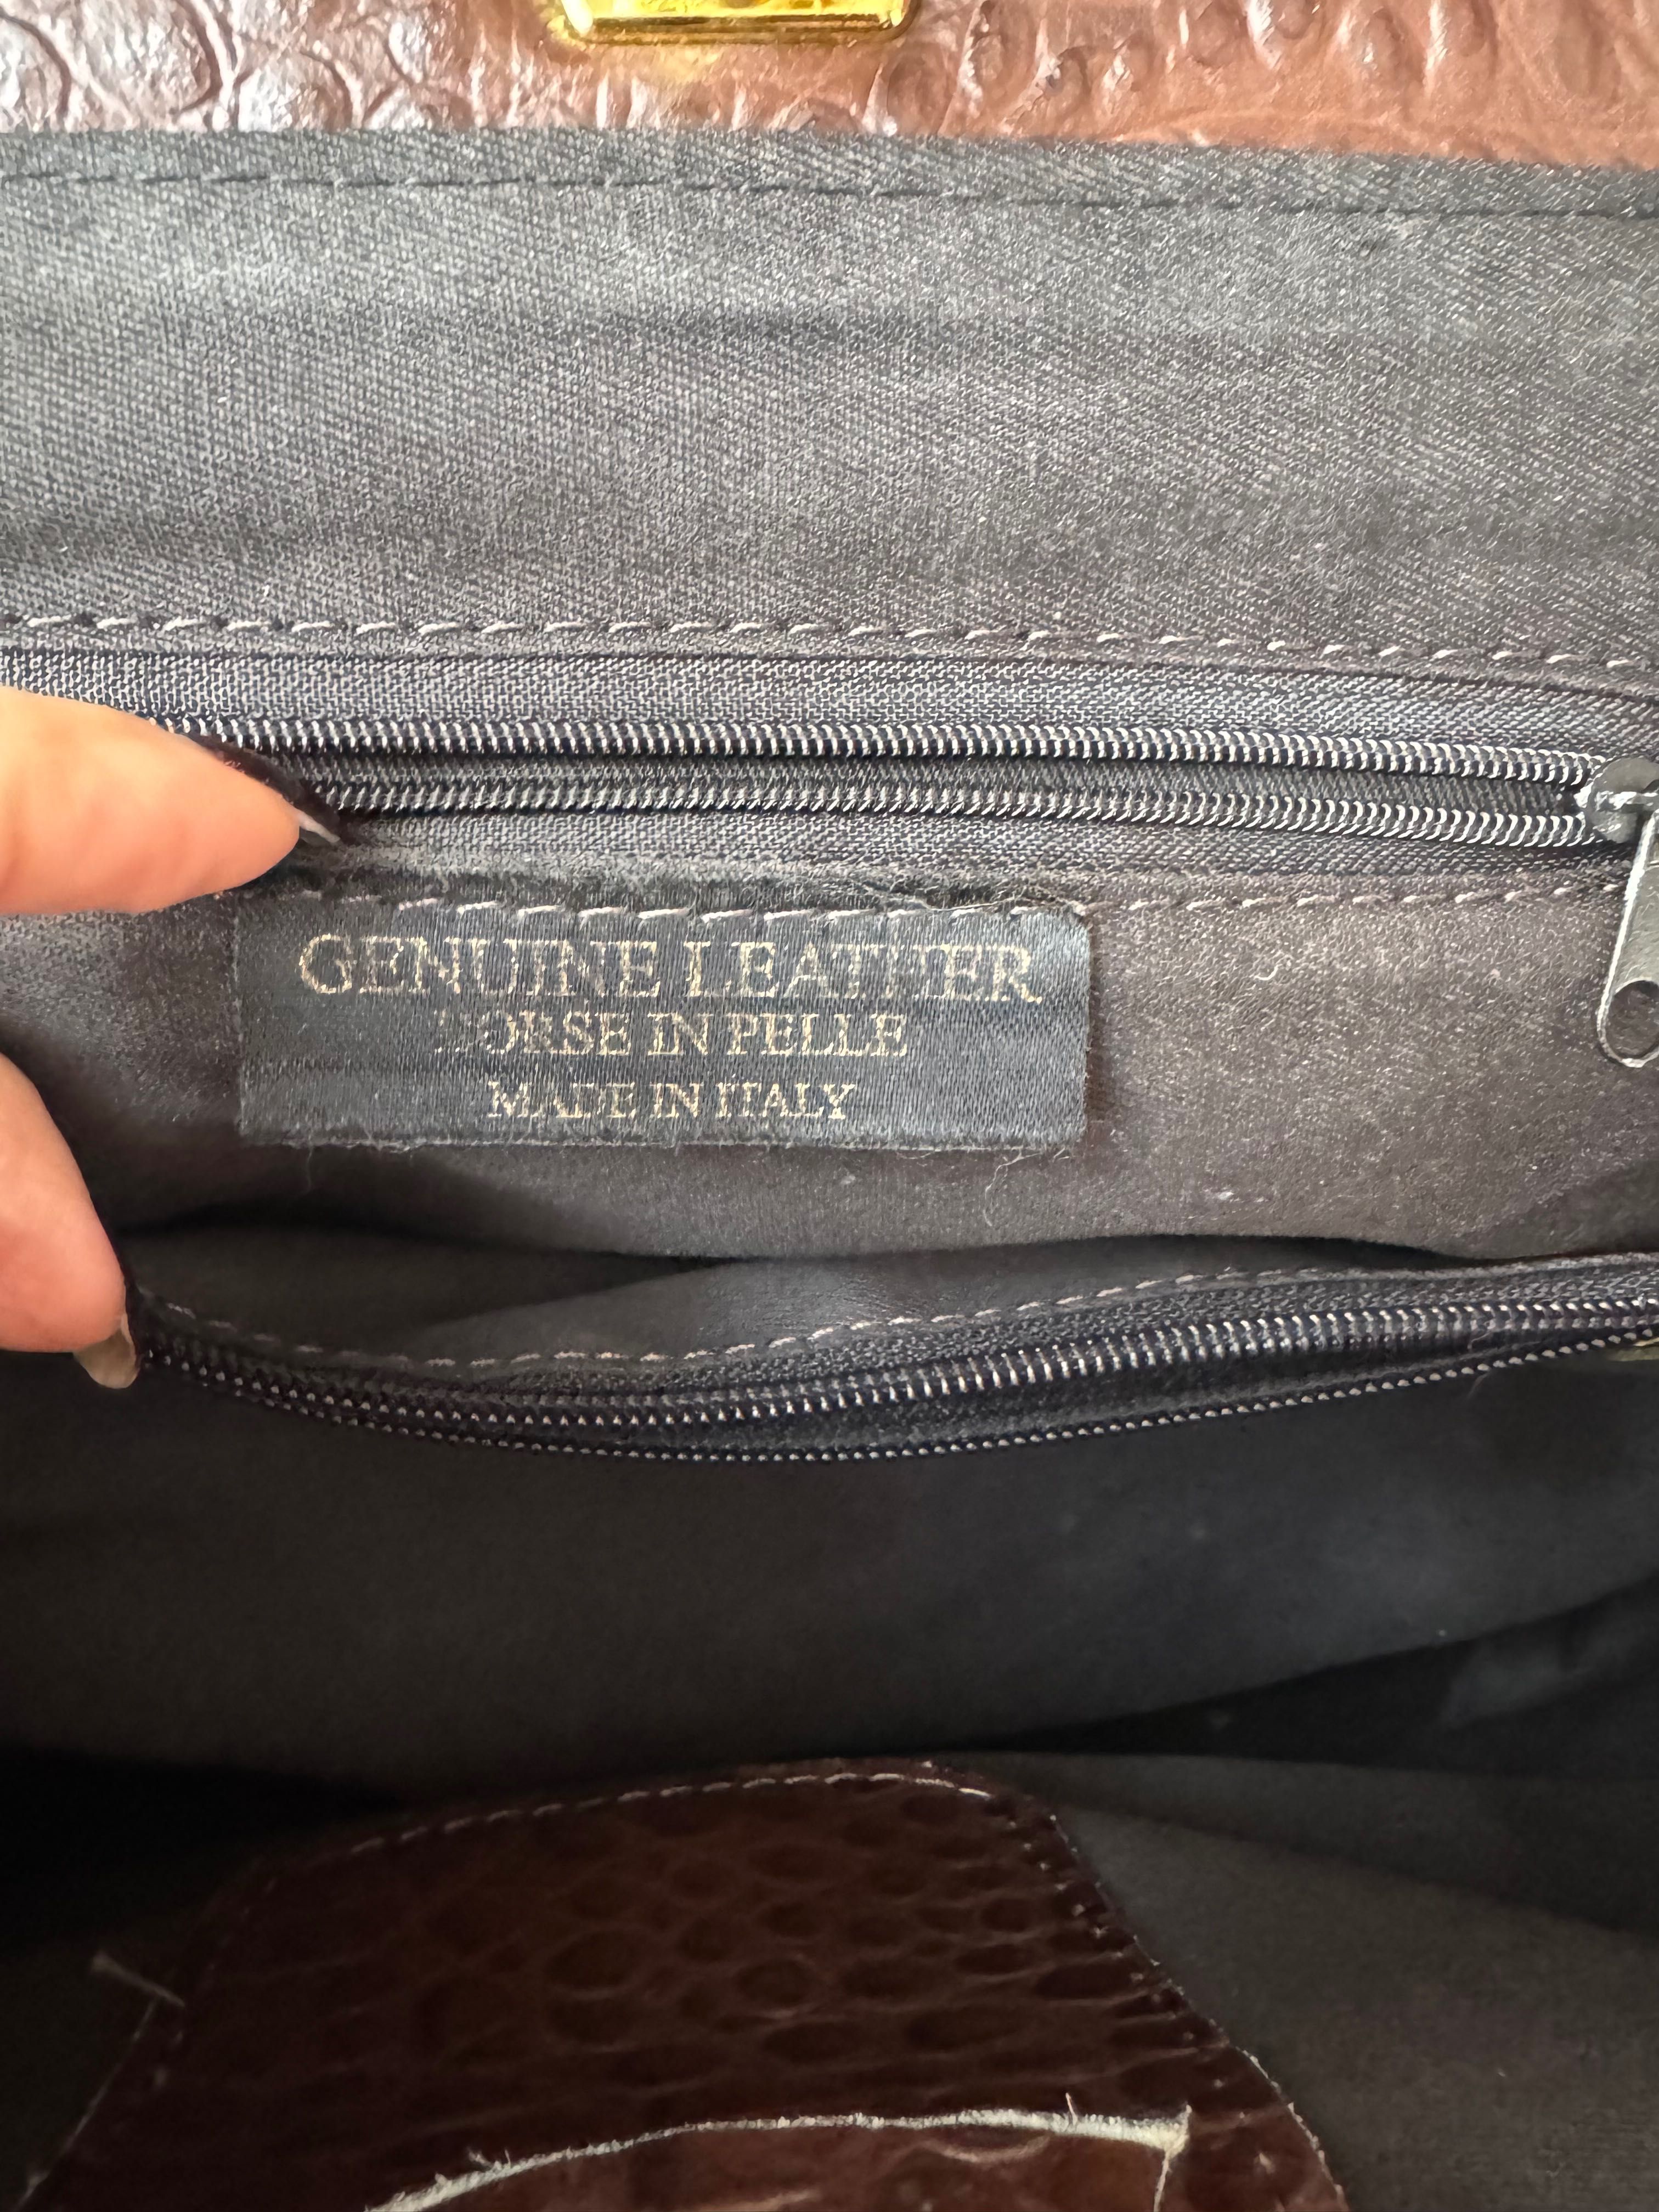 GENUINE LEATHER
BORSE IN PELLE
MADE IN ITALY